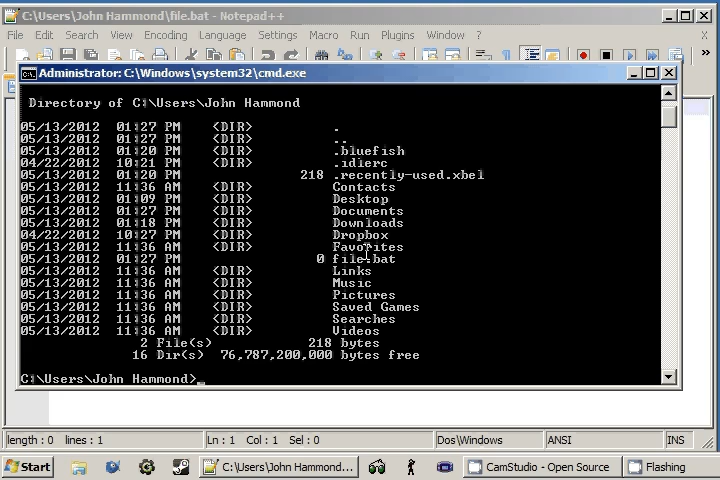 C:\Users\John Hammond\file.bat - Notepad++
File Edit Search View Encoding Language Settings Macro Run Plugins Window ? X
Administrator: C:\Windows\system32\cmd.exe
Directory of C:\Users\John Hammond
05/13/2012 01:27 PM <DIR> .
05/13/2012 01:27 PM <DIR> ..
05/13/2012 01:20 PM <DIR> .bluefish
04/22/2012 10:21 PM <DIR> .idlerc
05/13/2012 01:20 PM 218 .recently-used.xbel
05/13/2012 11:36 AM <DIR> Contacts
05/13/2012 01:09 PM <DIR> Desktop
05/13/2012 01:27 PM <DIR> Documents
05/13/2012 01:18 PM <DIR> Downloads
04/22/2012 10:27 PM <DIR> Dropbox
05/13/2012 11:36 AM <DIR> Favorites
05/13/2012 01:27 PM 0 file.bat
05/13/2012 11:36 AM <DIR> Links
05/13/2012 11:36 AM <DIR> Music
05/13/2012 11:36 AM <DIR> Pictures
05/13/2012 11:36 AM <DIR> Saved Games
05/13/2012 11:36 AM <DIR> Searches
05/13/2012 11:36 AM <DIR> Videos
2 File(s) 218 bytes
16 Dir(s) 76,787,200,000 bytes free
C:\Users\John Hammond>_
length : 0 lines : 1 Ln : 1 Col : 1 Sel : 0 Dos\Windows ANSI INS
Start C:\Users\John Hammond... CamStudio - Open Source Flashing